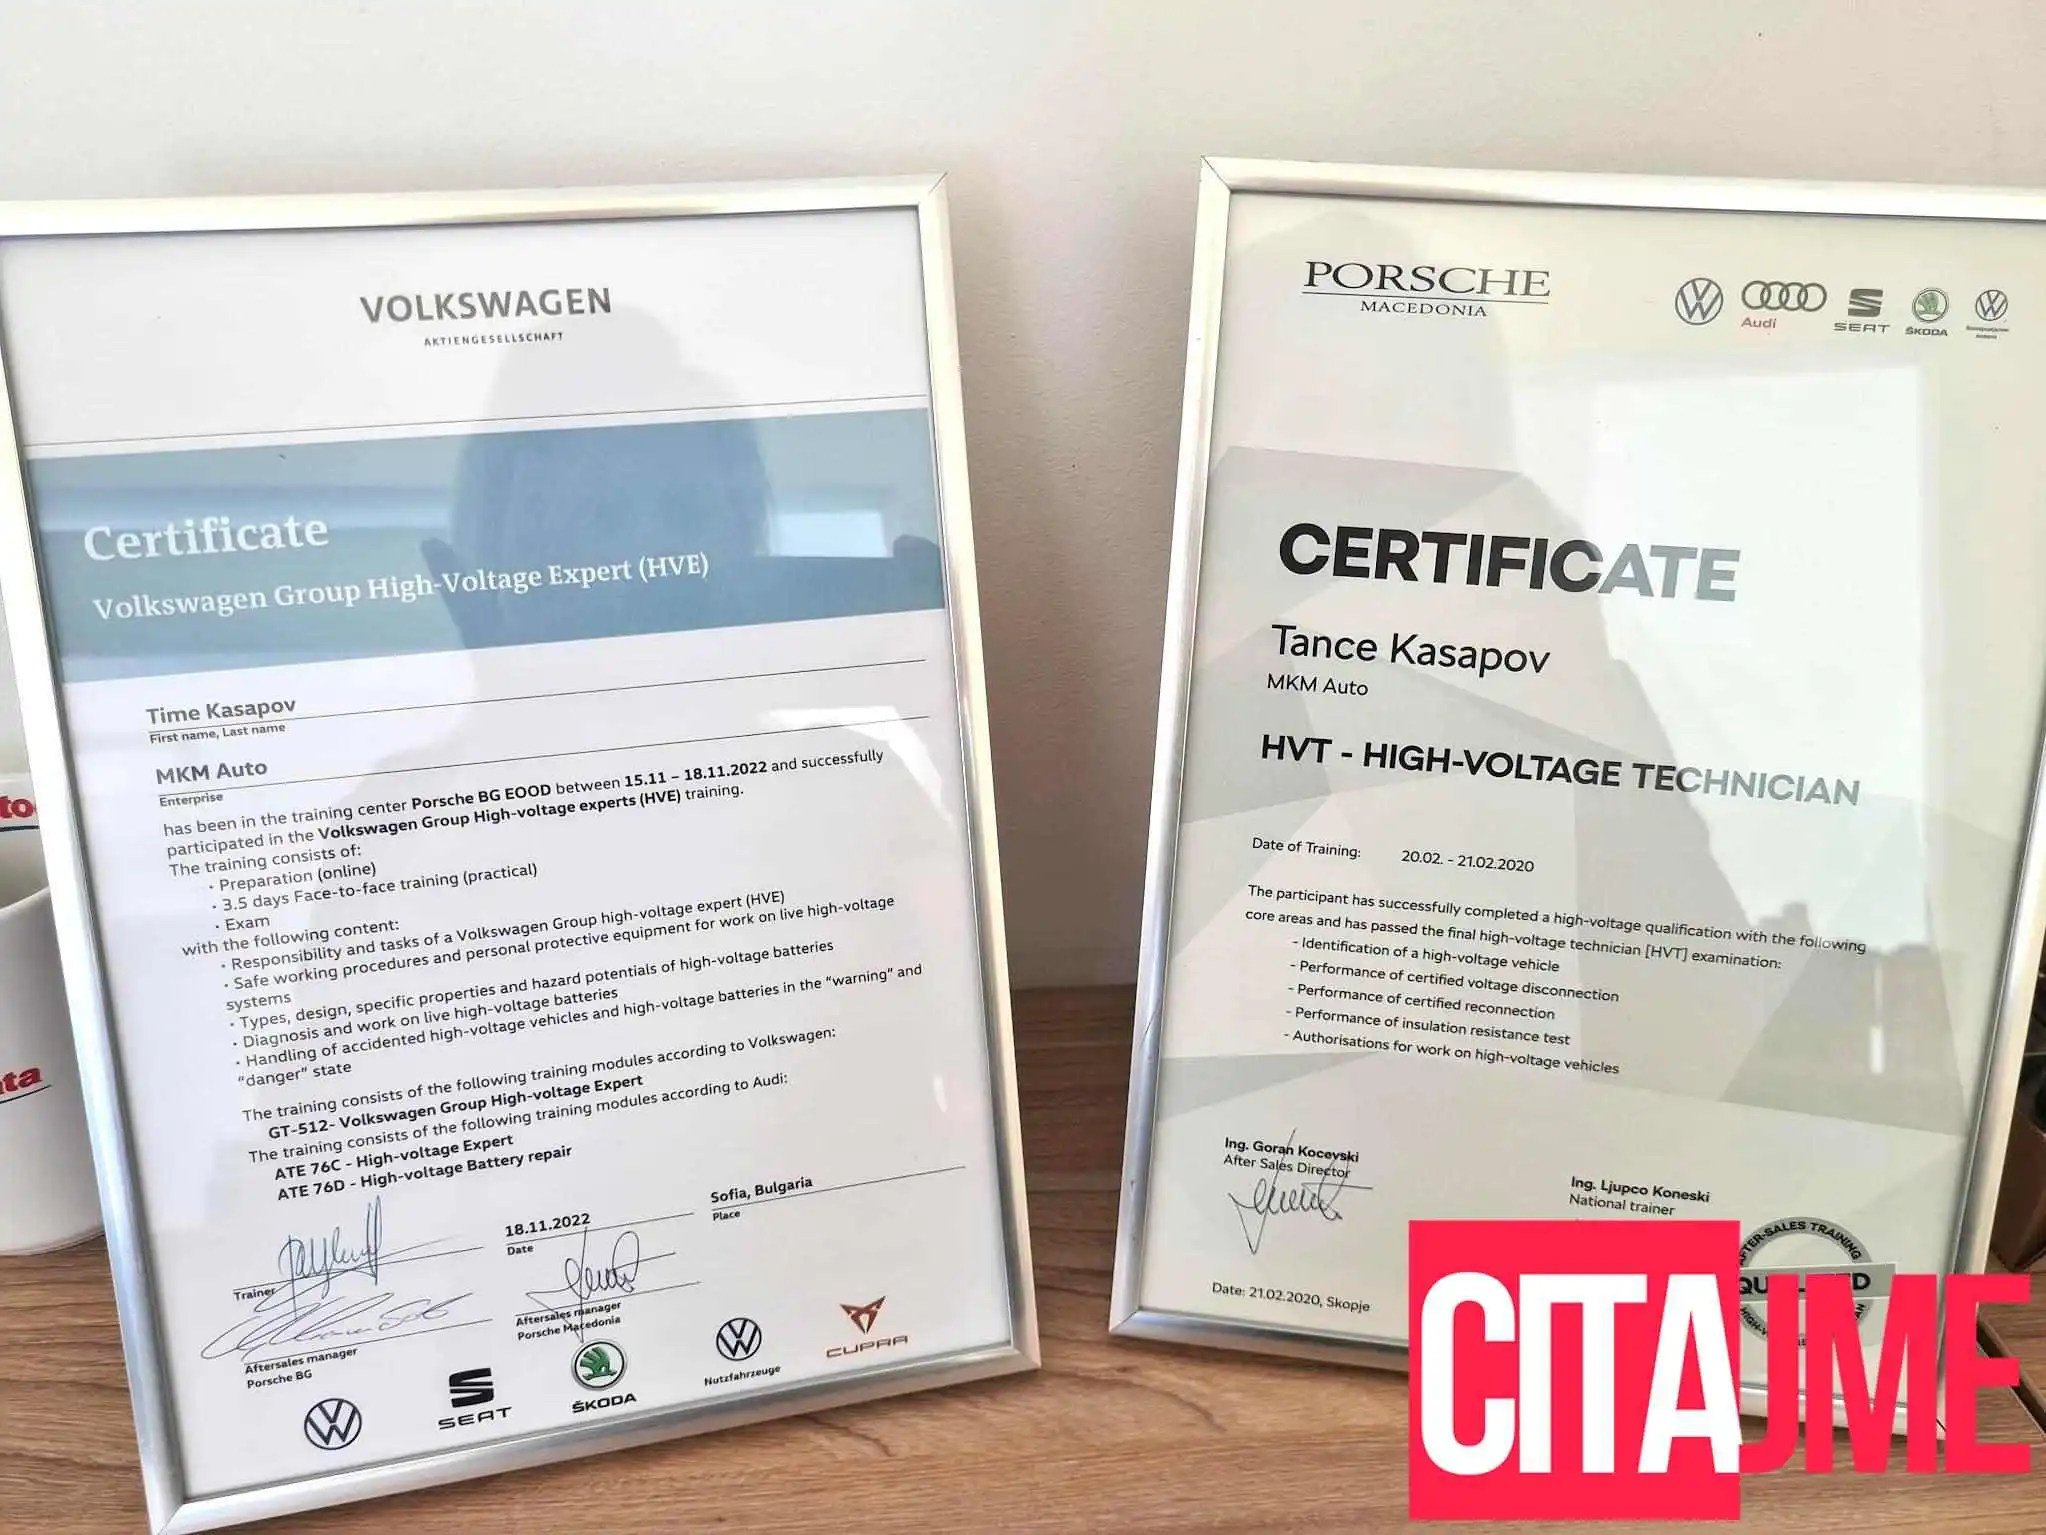 VOLKSWAGEN
AKTIENGESELLSCHAFT
Certificate
Volkswagen Group High-Voltage Expert (HVE)
Time Kasapov
First name, Last name
MKM Auto
Enterprise
has been in the training center Porsche BG EOOD between 15.11 – 18.11.2022 and successfully
participated in the Volkswagen Group High-voltage experts (HVE) training.
The training consists of:
• Preparation (online)
• 3.5 days Face-to-face training (practical)
• Exam
with the following content:
• Responsibility and tasks of a Volkswagen Group high-voltage expert (HVE)
• Safe working procedures and personal protective equipment for work on live high-voltage
systems
• Types, design, specific properties and hazard potentials of high-voltage batteries
• Diagnosis and work on live high-voltage batteries
• Handling of accidented high-voltage vehicles and high-voltage batteries in the “warning” and
“danger” state
The training consists of the following training modules according to Volkswagen:
GT-512- Volkswagen Group High-voltage Expert
The training consists of the following training modules according to Audi:
ATE 76C - High-voltage Expert
ATE 76D - High-voltage Battery repair
Trainer
18.11.2022
Date
Sofia, Bulgaria
Place
Aftersales manager
Porsche BG
Aftersales manager
Porsche Macedonia
SEAT
ŠKODA
Nutzfahrzeuge
CUPRA
PORSCHE
MACEDONIA
Audi
SEAT
ŠKODA
CERTIFICATE
Tance Kasapov
MKM Auto
HVT - HIGH-VOLTAGE TECHNICIAN
Date of Training: 20.02. - 21.02.2020
The participant has successfully completed a high-voltage qualification with the following
core areas and has passed the final high-voltage technician [HVT] examination:
- Identification of a high-voltage vehicle
- Performance of certified voltage disconnection
- Performance of certified reconnection
- Performance of insulation resistance test
- Authorisations for work on high-voltage vehicles
Ing. Goran Kocevski
After Sales Director
Ing. Ljupco Koneski
National trainer
Date: 21.02.2020, Skopje
SALES TRAINING
CITAJME